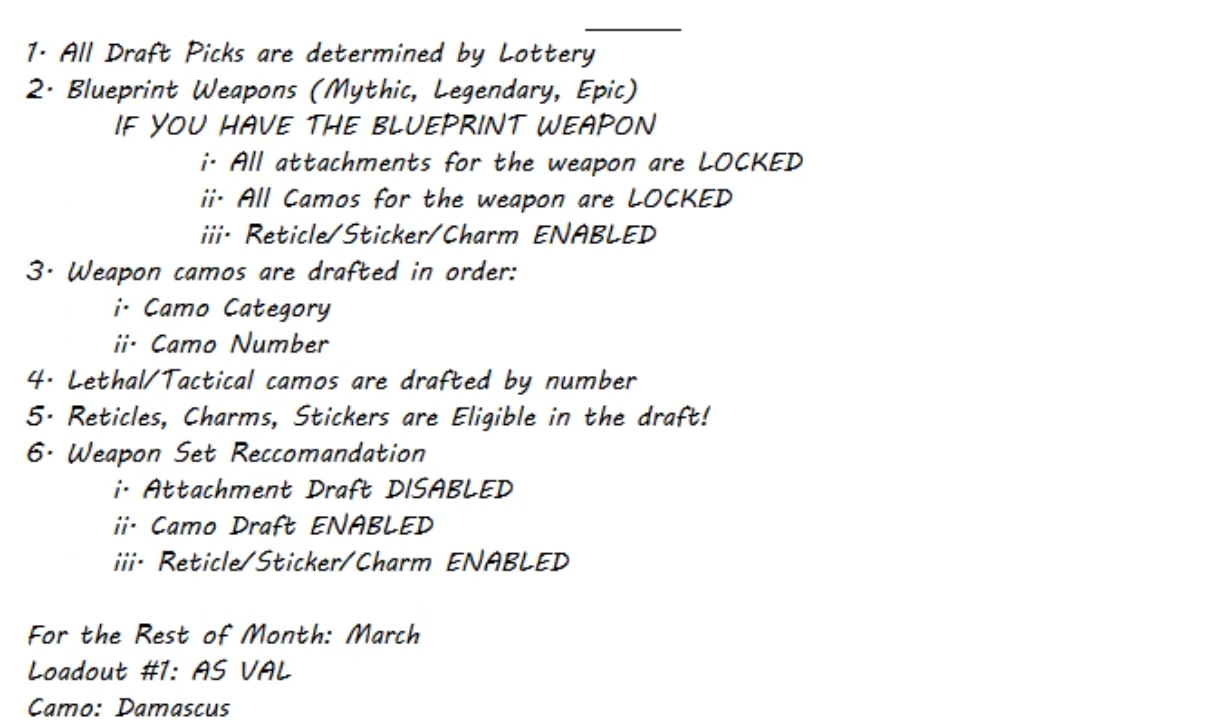 1. All Draft Picks are determined by Lottery
2. Blueprint Weapons (Mythic, Legendary, Epic)
IF YOU HAVE THE BLUEPRINT WEAPON
i. All attachments for the weapon are LOCKED
ii. All Camos for the weapon are LOCKED
iii. Reticle/Sticker/Charm ENABLED
3. Weapon camos are drafted in order:
i. Camo Category
ii. Camo Number
4. Lethal/Tactical camos are drafted by number
5. Reticles, Charms, Stickers are Eligible in the draft!
6. Weapon Set Reccomandation
i. Attachment Draft DISABLED
ii. Camo Draft ENABLED
iii. Reticle/Sticker/Charm ENABLED
For the Rest of Month: March
Loadout #1: AS VAL
Camo: Damascus